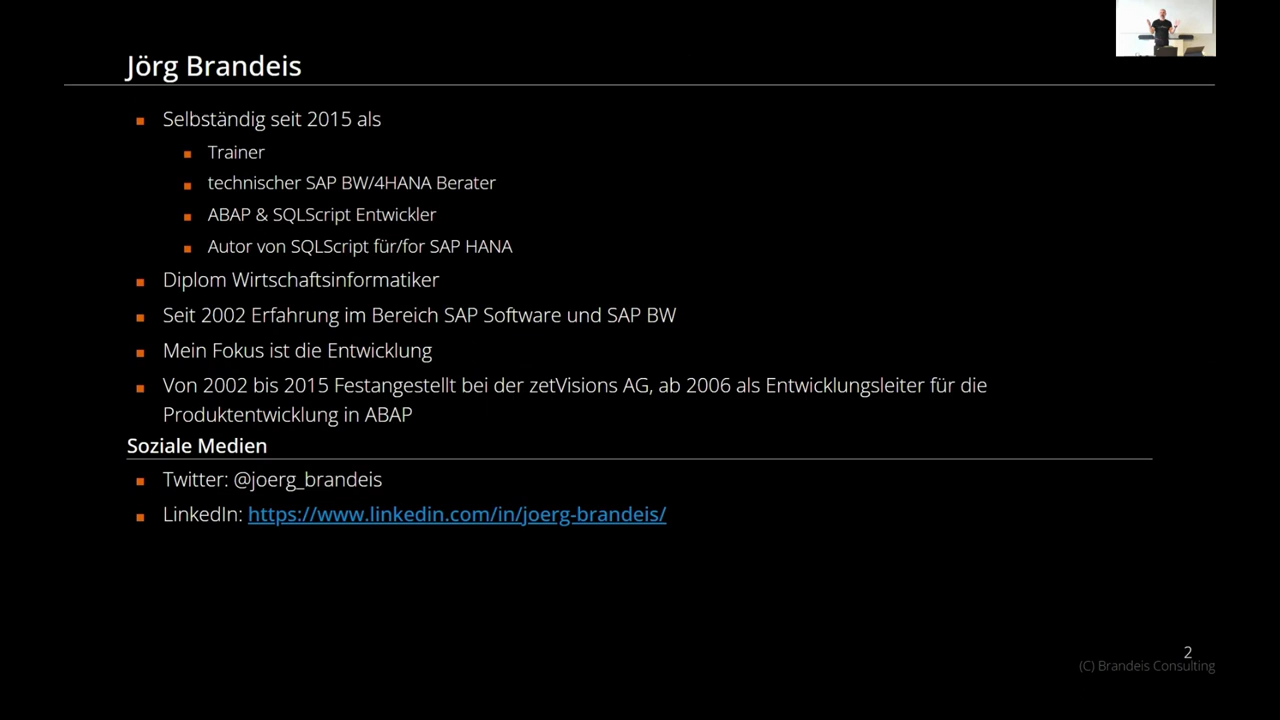 Jörg Brandeis
Selbständig seit 2015 als
Trainer
technischer SAP BW/4HANA Berater
ABAP & SQLScript Entwickler
Autor von SQLScript für/for SAP HANA
Diplom Wirtschaftsinformatiker
Seit 2002 Erfahrung im Bereich SAP Software und SAP BW
Mein Fokus ist die Entwicklung
Von 2002 bis 2015 Festangestellt bei der zetVisions AG, ab 2006 als Entwicklungsleiter für die
Produktentwicklung in ABAP
Soziale Medien
Twitter: @joerg_brandeis
LinkedIn: https://www.linkedin.com/in/joerg-brandeis/
2
(C) Brandeis Consulting